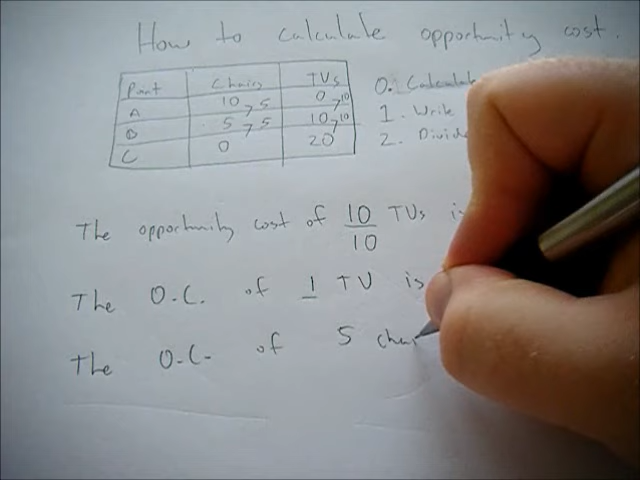 How to calculate opportunity cost.
Point Chairs TVs
A 10 > 5 0 > 10
B 5 > 5 10 > 10
C 0 20
0. Calculate
1. Write
2. Divide
The opportunity cost of 10/10 TVs is
The O.C. of 1 TV is
The O.C. of 5 chai